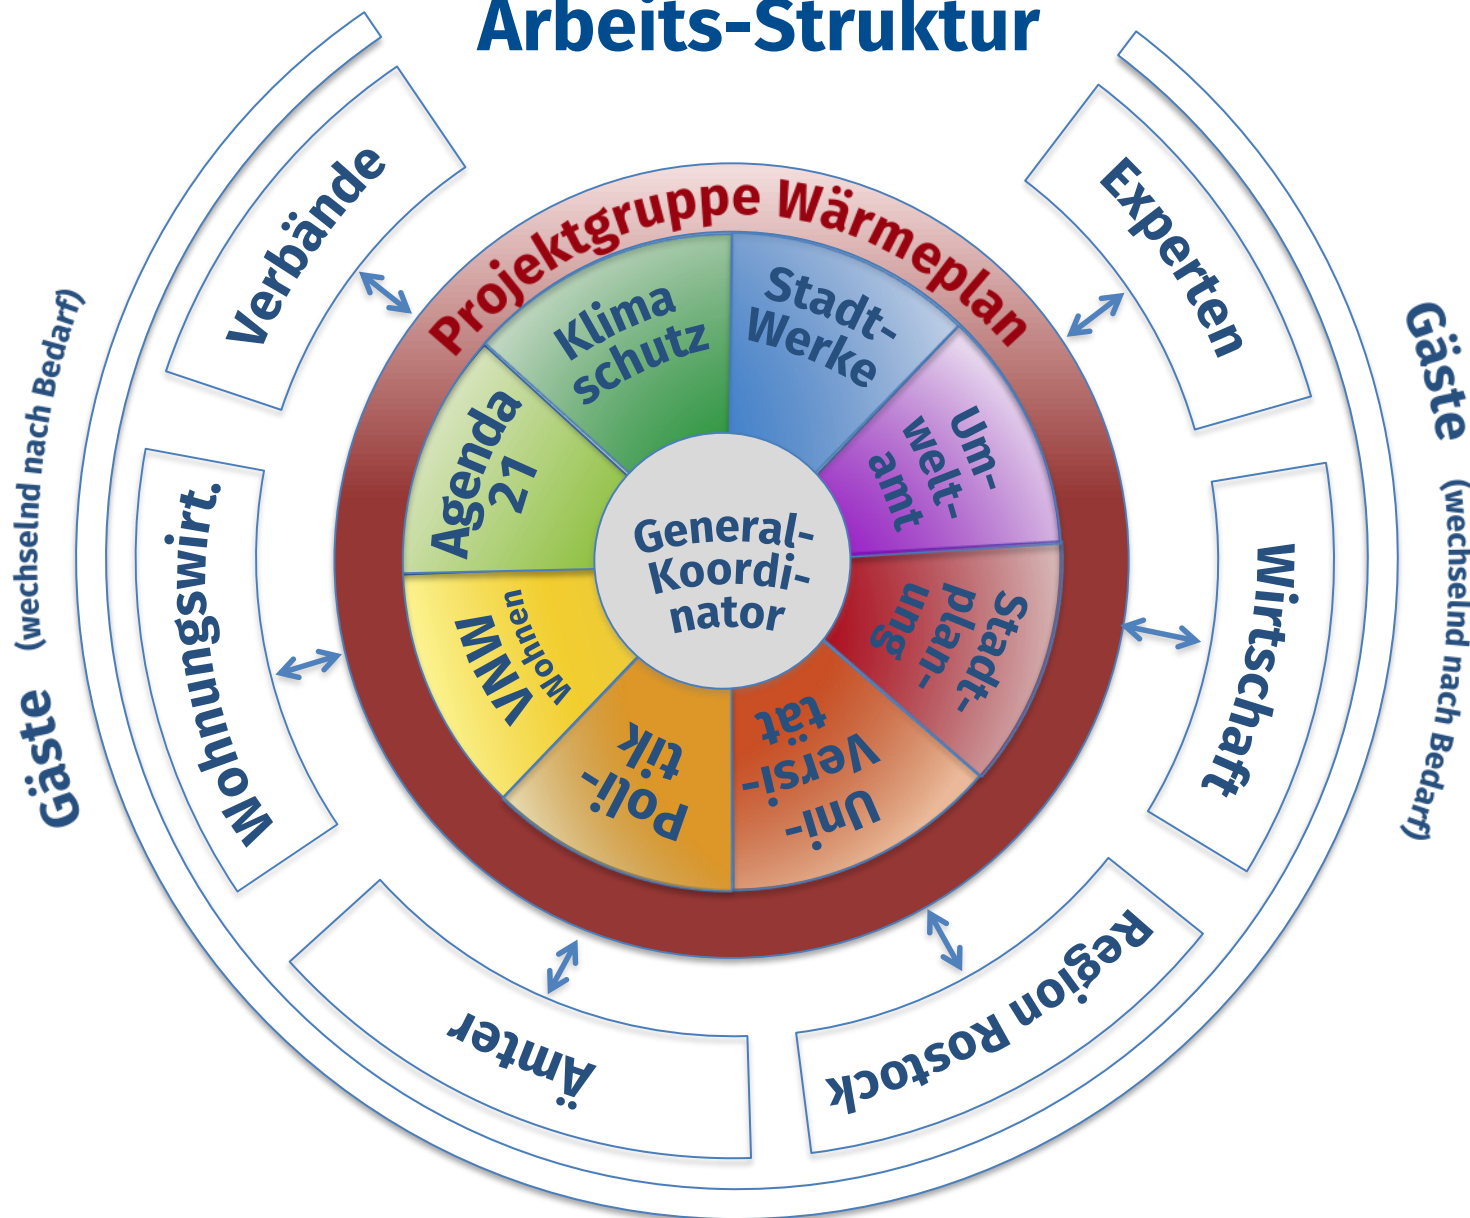 Arbeits-Struktur
Projektgruppe Wärmeplan
General-
Koordi-
nator
Stadt-
Werke
Um-
welt-
amt
Stadt-
plan-
ung
Uni-
Versi-
tät
Poli-
tik
VNW
Wohnen
Agenda
21
Klima
schutz
Experten
Wirtschaft
Region Rostock
Ämter
Wohnungswirt.
Verbände
Gäste (wechselnd nach Bedarf)
Gäste (wechselnd nach Bedarf)